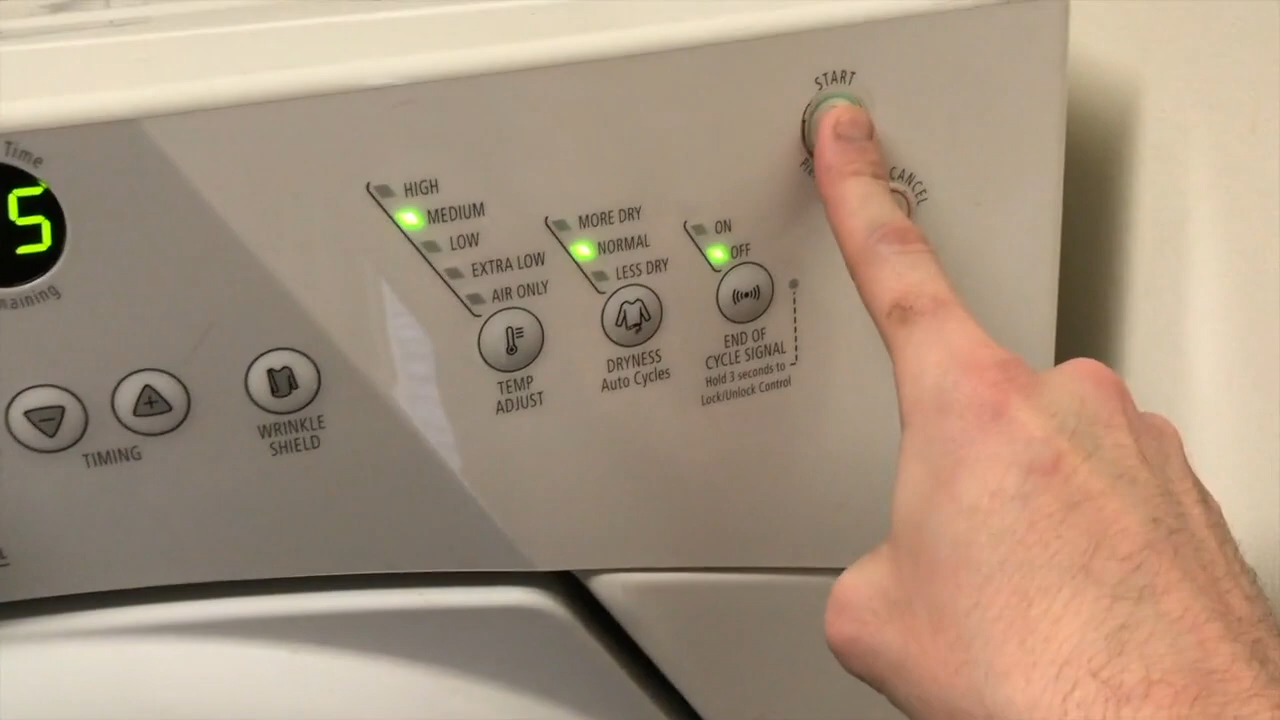 START
CANCEL
Time
5
HIGH
MEDIUM
LOW
EXTRA LOW
AIR ONLY
TEMP
ADJUST
MORE DRY
NORMAL
LESS DRY
DRYNESS
Auto Cycles
ON
OFF
END OF
CYCLE SIGNAL
Hold 3 seconds to
Lock/Unlock Control
TIMING
WRINKLE
SHIELD